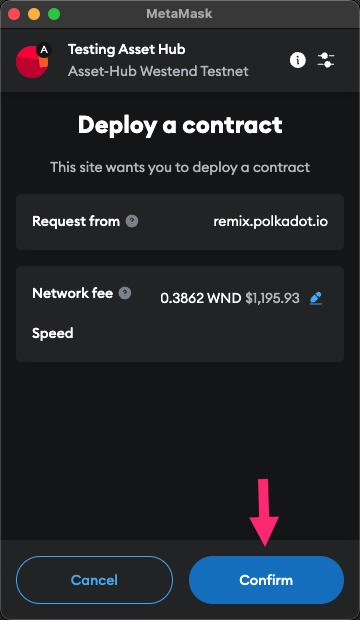 MetaMask
Testing Asset Hub
A
Asset-Hub Westend Testnet
Deploy a contract
This site wants you to deploy a contract
Request from ? remix.polkadot.io
Network fee ? 0.3862 WND $1,195.93
Speed
Cancel Confirm